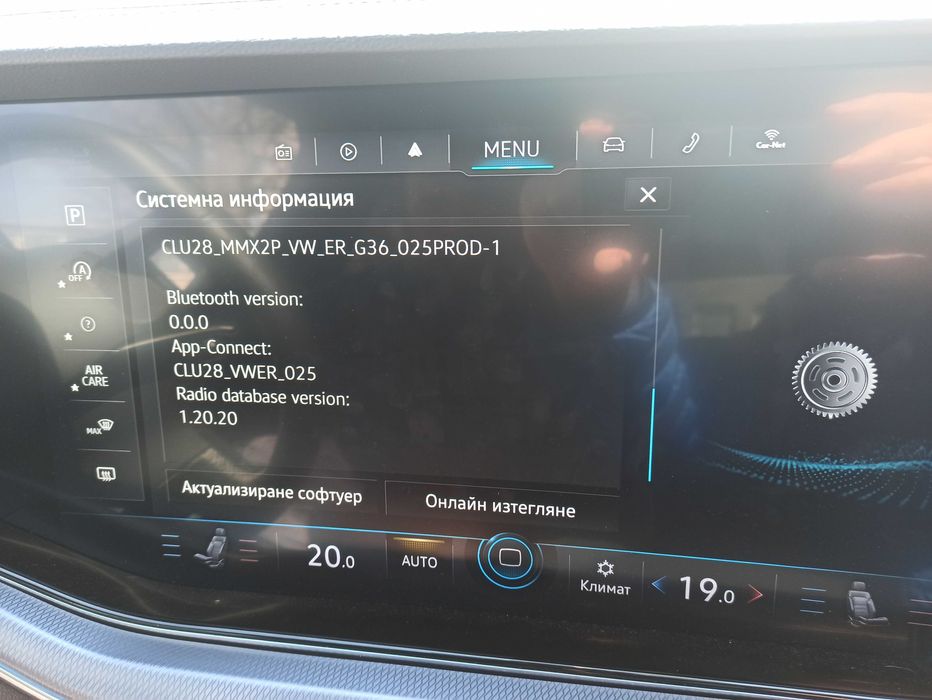 MENU
Car-Net
Системна информация
P
A
OFF
?
AIR
CARE
MAX
CLU28_MMX2P_VW_ER_G36_025PROD-1
Bluetooth version:
0.0.0
App-Connect:
CLU28_VWER_025
Radio database version:
1.20.20
Актуализиране софтуер
Онлайн изтегляне
20.0
AUTO
Климат
19.0